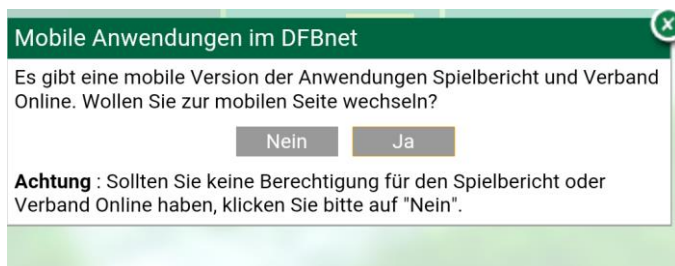 Mobile Anwendungen im DFBnet
Es gibt eine mobile Version der Anwendungen Spielbericht und Verband
Online. Wollen Sie zur mobilen Seite wechseln?
Nein Ja
Achtung : Sollten Sie keine Berechtigung für den Spielbericht oder
Verband Online haben, klicken Sie bitte auf "Nein".